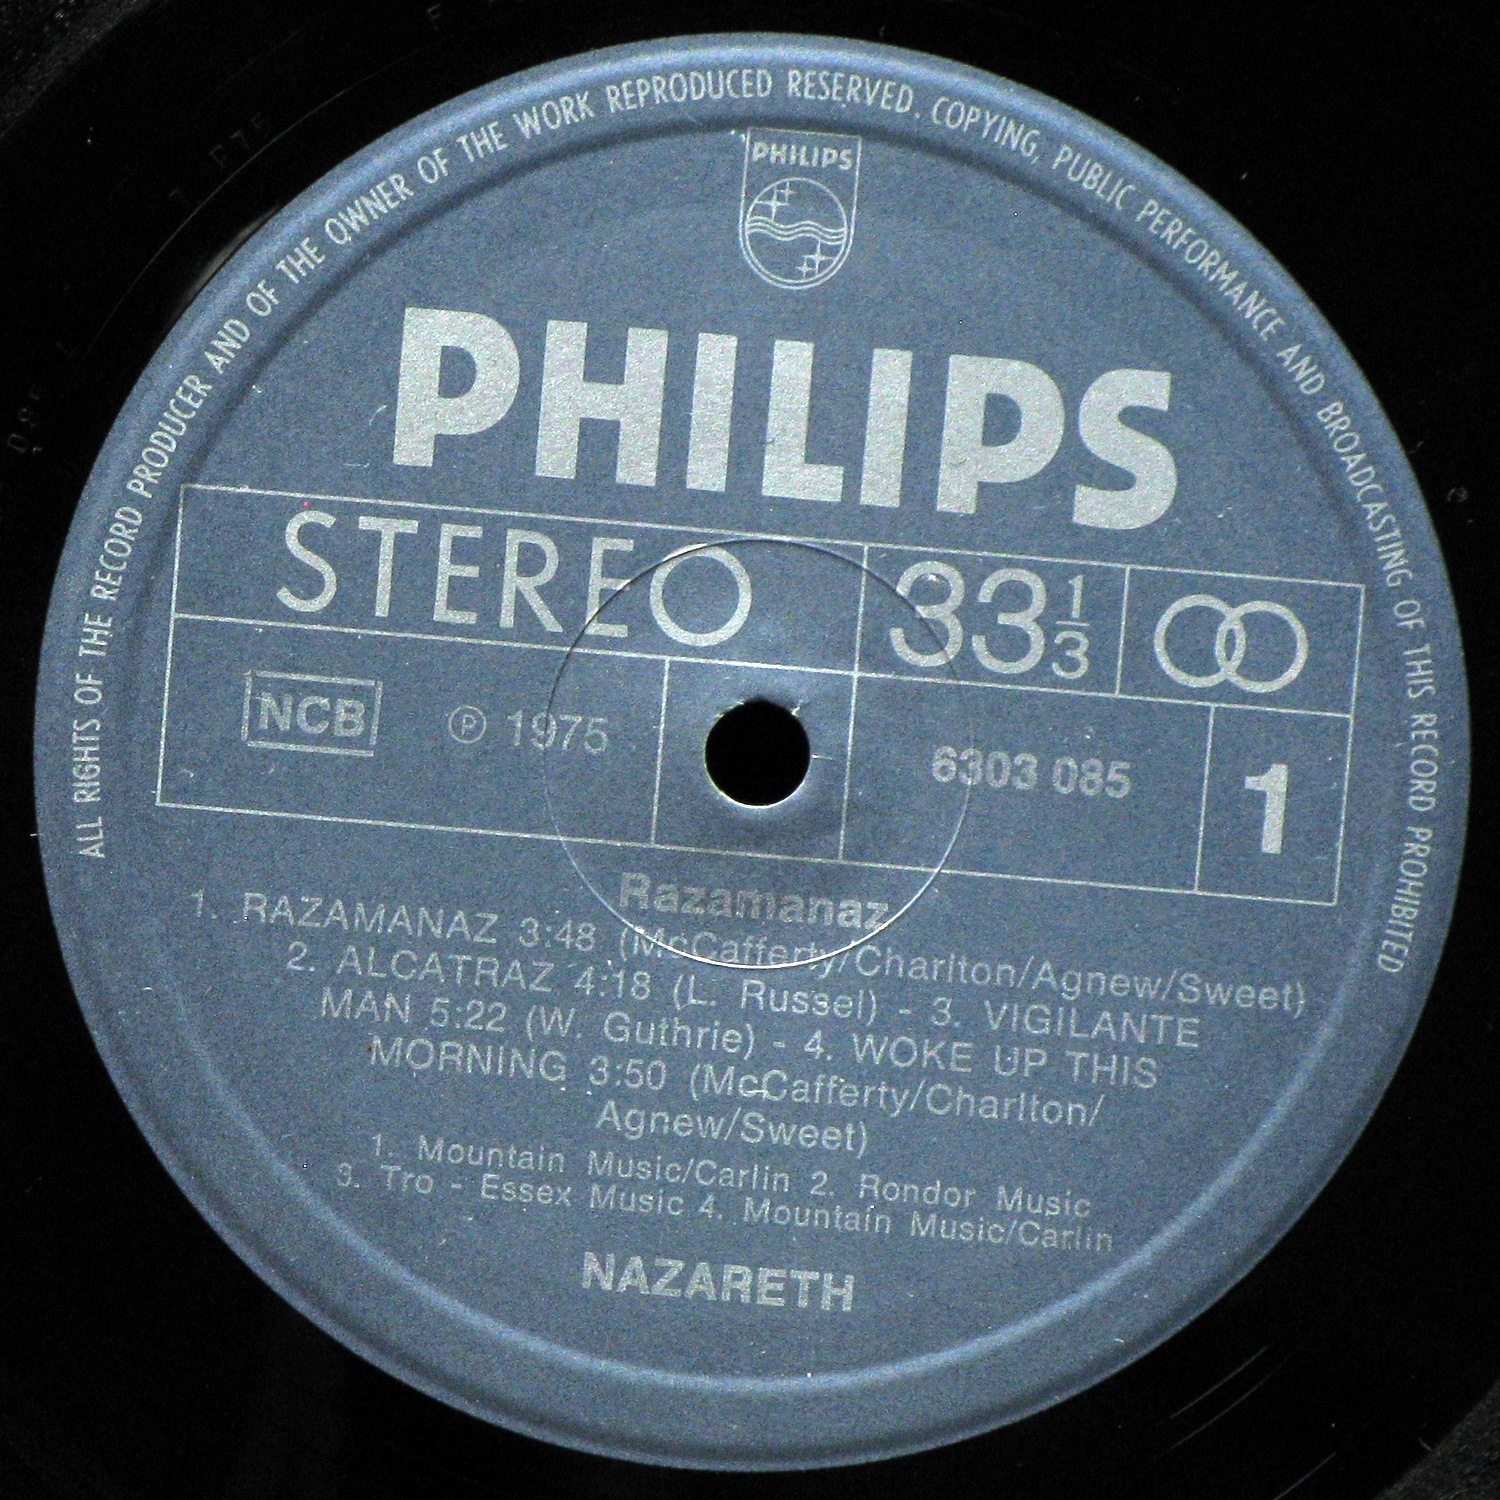 ALL RIGHTS OF THE RECORD PRODUCER AND OF THE OWNER OF THE WORK REPRODUCED RESERVED. COPYING, PUBLIC PERFORMANCE AND BROADCASTING OF THIS RECORD PROHIBITED
PHILIPS
PHILIPS
STEREO 33 1/3
NCB ℗ 1975 6303 085 1
Razamanaz
1. RAZAMANAZ 3:48 (McCafferty/Charlton/Agnew/Sweet)
2. ALCATRAZ 4:18 (L. Russel) - 3. VIGILANTE
MAN 5:22 (W. Guthrie) - 4. WOKE UP THIS
MORNING 3:50 (McCafferty/Charlton/
Agnew/Sweet)
1. Mountain Music/Carlin 2. Rondor Music
3. Tro - Essex Music 4. Mountain Music/Carlin
NAZARETH